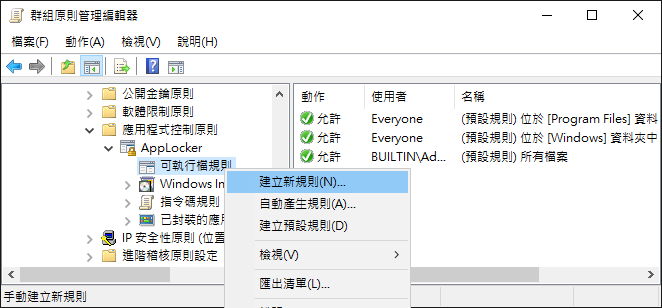 群組原則管理編輯器
檔案(F) 動作(A) 檢視(V) 說明(H)
公開金鑰原則
軟體限制原則
應用程式控制原則
AppLocker
可執行檔規則
Windows In
指令碼規則
已封裝的應
IP 安全性原則 (位置
進階稽核原則設定
動作 使用者 名稱
允許 Everyone (預設規則) 位於 [Program Files] 資料
允許 Everyone (預設規則) 位於 [Windows] 資料夾中
允許 BUILTIN\Ad... (預設規則) 所有檔案
建立新規則(N)...
自動產生規則(A)...
建立預設規則(D)
檢視(V)
匯出清單(L)...
手動建立新規則